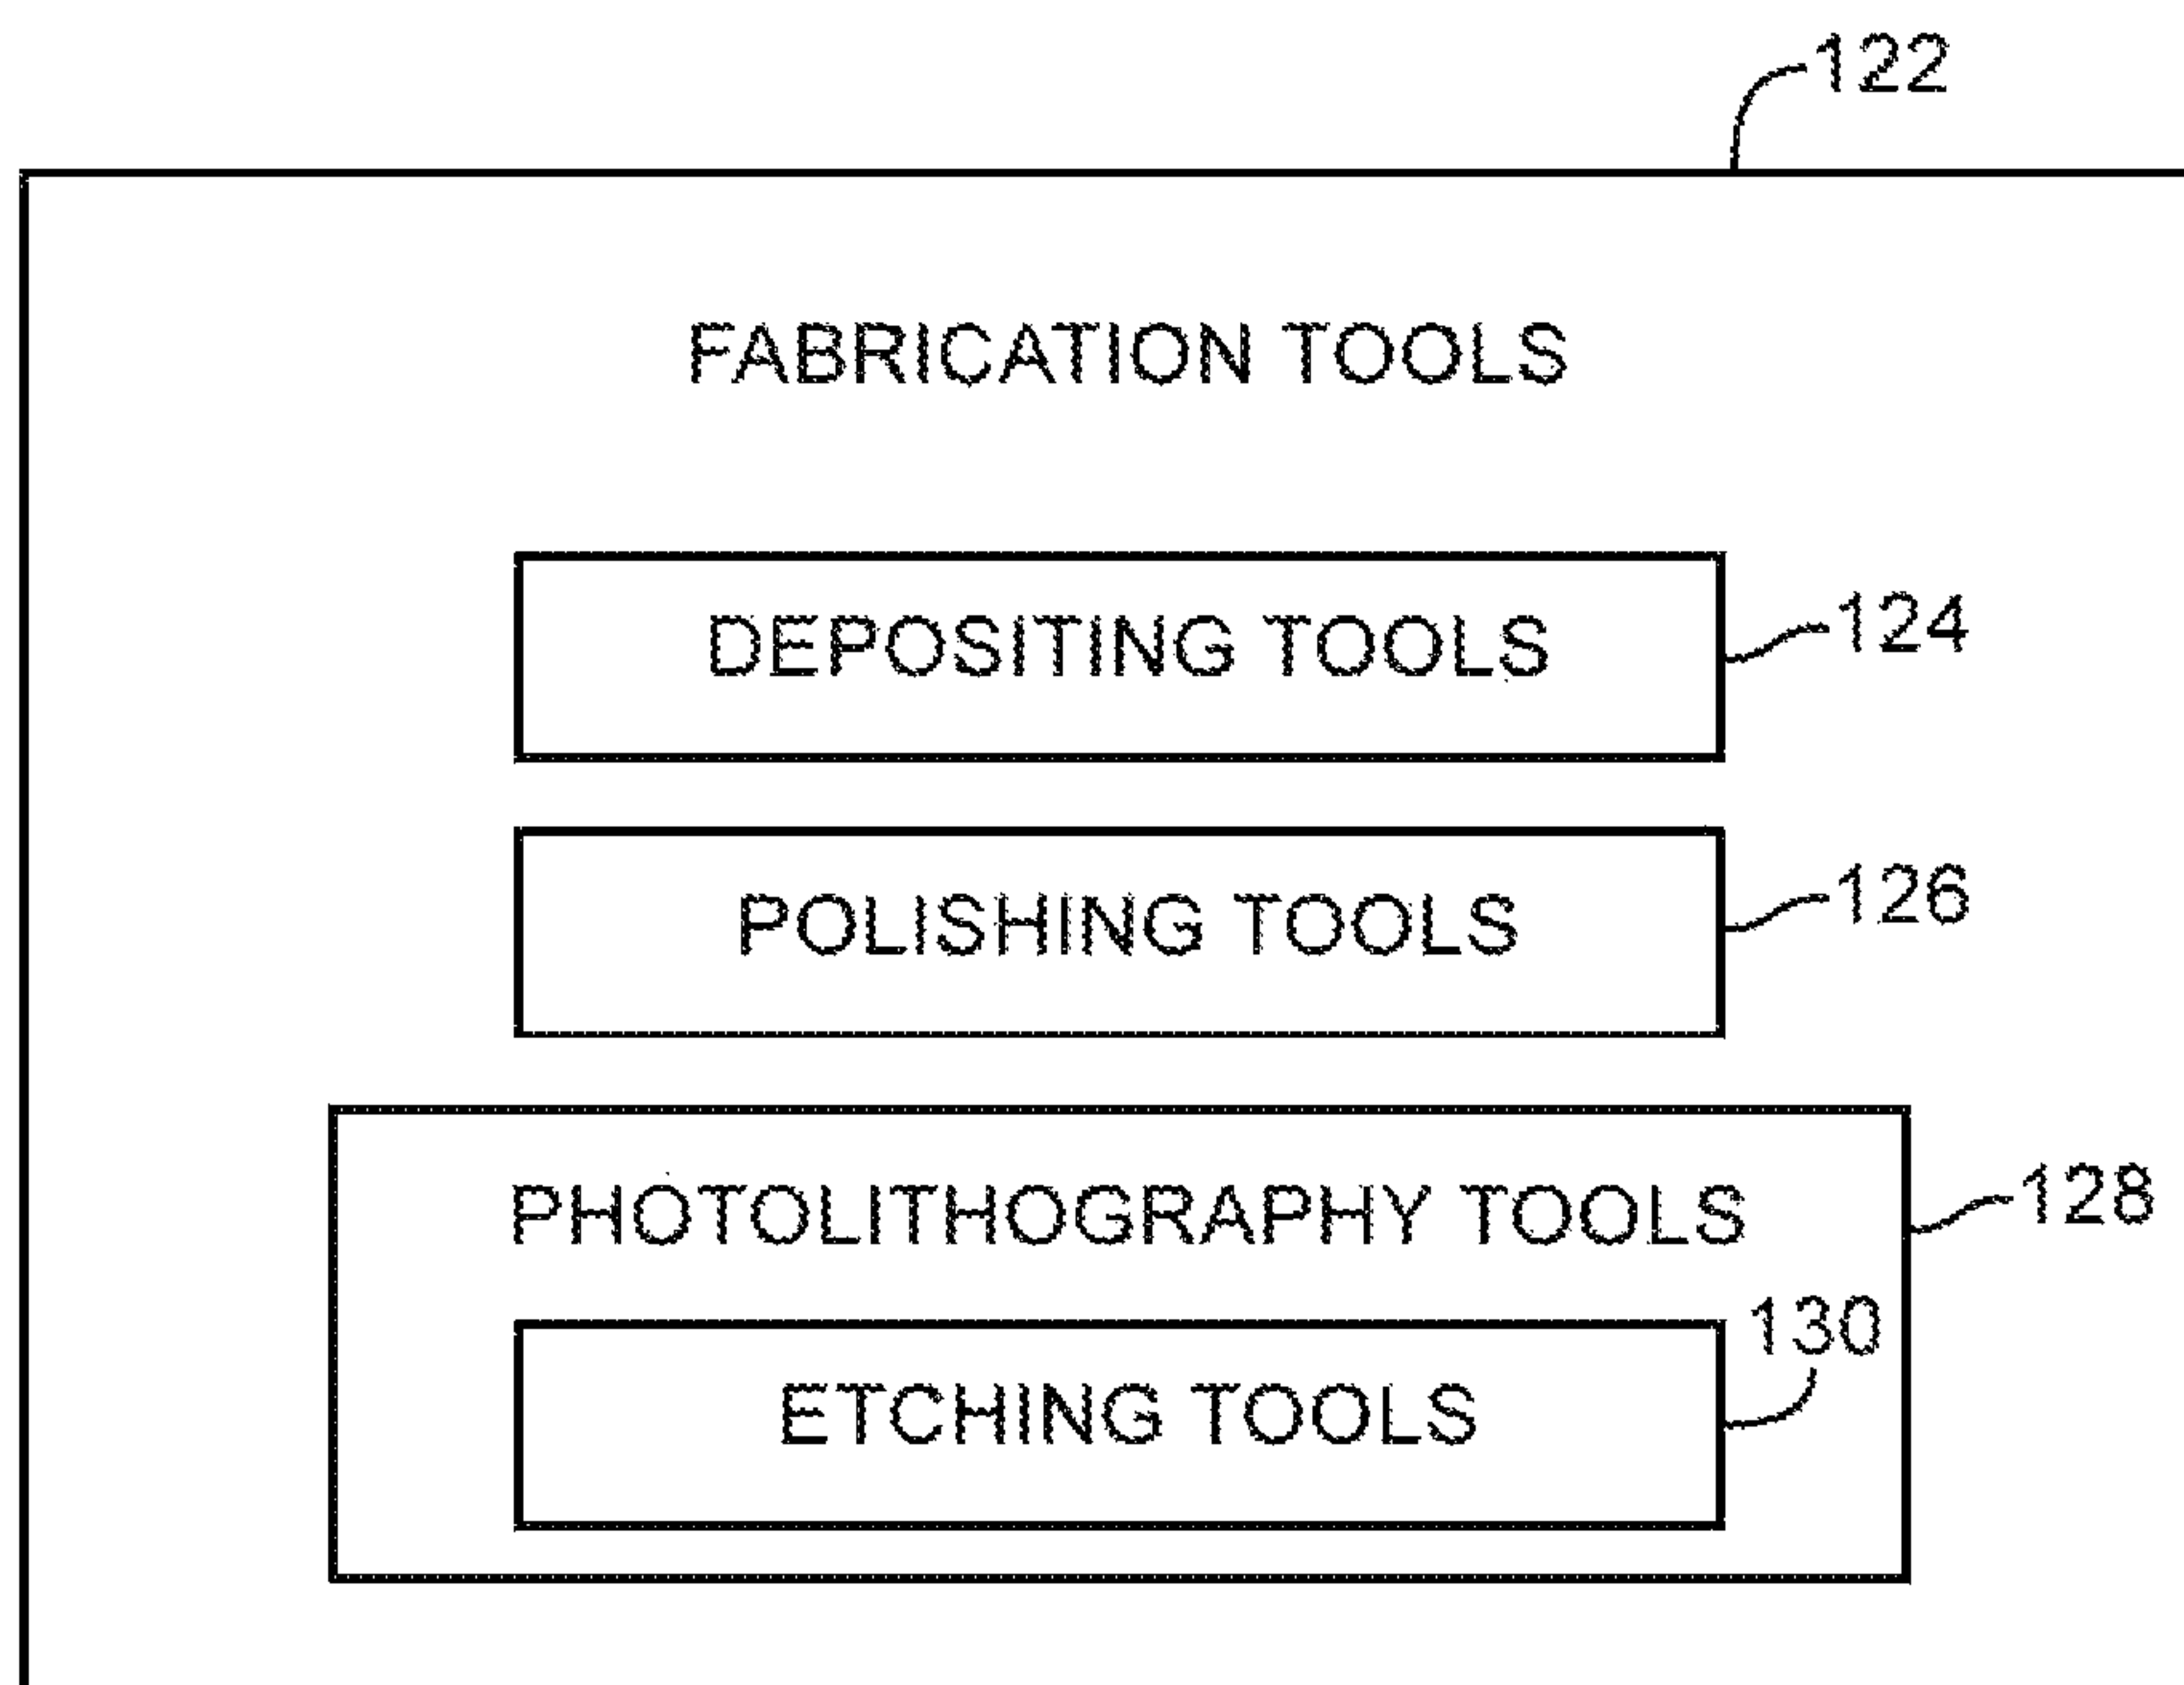 122
FABRICATION TOOLS
DEPOSITING TOOLS
124
POLISHING TOOLS
126
PHOTOLITHOGRAPHY TOOLS
128
130
ETCHING TOOLS